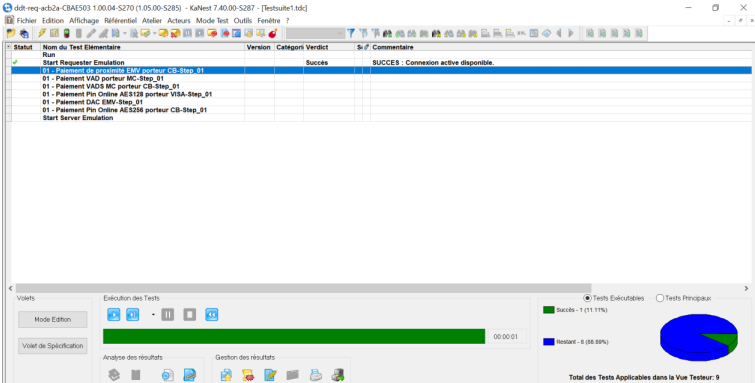 ddt-req-acb2a-CBAE503 1.00.04-S270 (1.05.00-S285) - KaNest 7.40.00-S287 - [Testsuite1.tdc]
Fichier Edition Affichage Référentiel Atelier Acteurs Mode Test Outils Fenêtre ?
Statut Nom du Test Elémentaire Version Catégori Verdict Commentaire
Run
Start Requester Emulation Succès SUCCES : Connexion active disponible.
01 - Paiement de proximité EMV porteur CB-Step_01
01 - Paiement VAD porteur MC-Step_01
01 - Paiement VADS MC porteur CB-Step_01
01 - Paiement Pin Online AES128 porteur VISA-Step_01
01 - Paiement DAC EMV-Step_01
01 - Paiement Pin Online AES256 porteur CB-Step_01
Start Server Emulation
Volets
Mode Edition
Volet de Spécification
Exécution des Tests
00:00:01
Analyse des résultats
Gestion des résultats
Tests Exécutables Tests Principaux
Succès - 1 (11.11%)
Restant - 8 (88.89%)
Total des Tests Applicables dans la Vue Testeur: 9